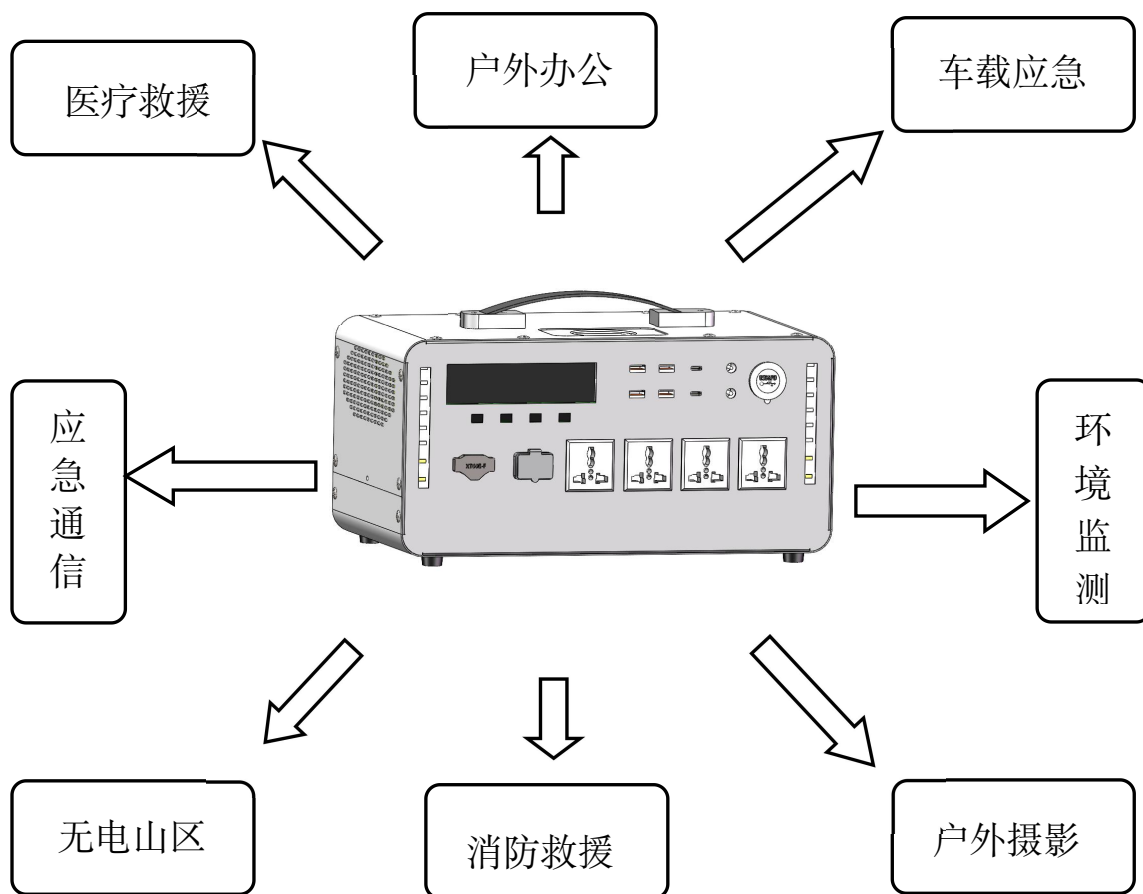 医疗救援
户外办公
车载应急
应急通信
环境监测
无电山区
消防救援
户外摄影